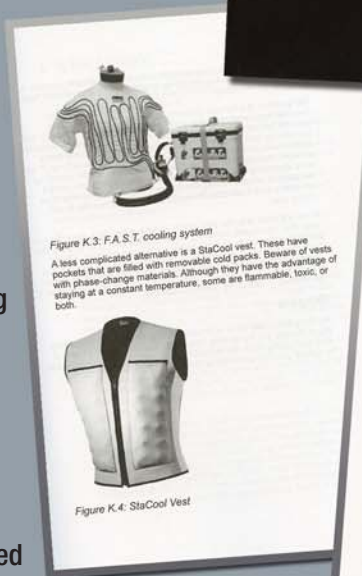 Figure K.3: F.A.S.T. cooling system
A less complicated alternative is a StaCool vest. These have
pockets that are filled with removable cold packs. Beware of vests
with phase-change materials. Although they have the advantage of
staying at a constant temperature, some are flammable, toxic, or
both.
g
Figure K.4: StaCool Vest
ed